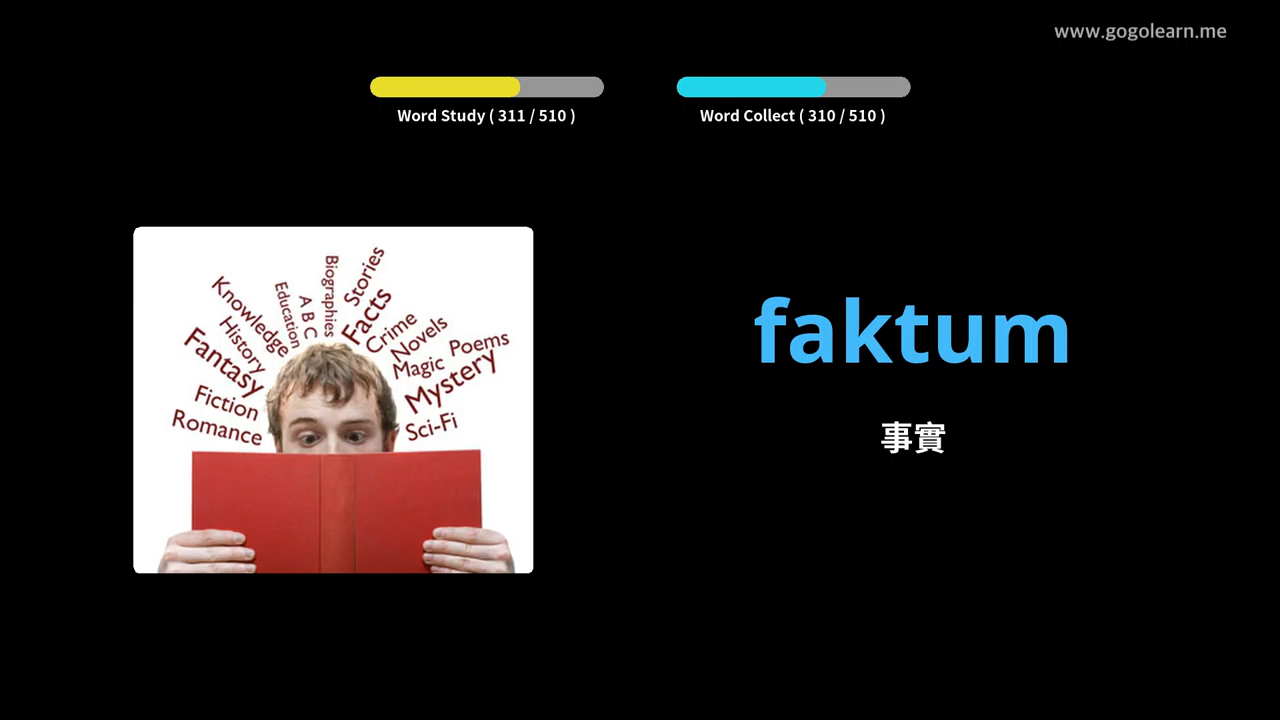 www.gogolearn.me
Word Study ( 311 / 510 )
Word Collect ( 310 / 510 )
Knowledge
History
Fantasy
Fiction
Romance
Education
A B C
Biographies
Stories
Facts
Crime
Novels
Magic
Poems
Mystery
Sci-Fi
faktum
事實